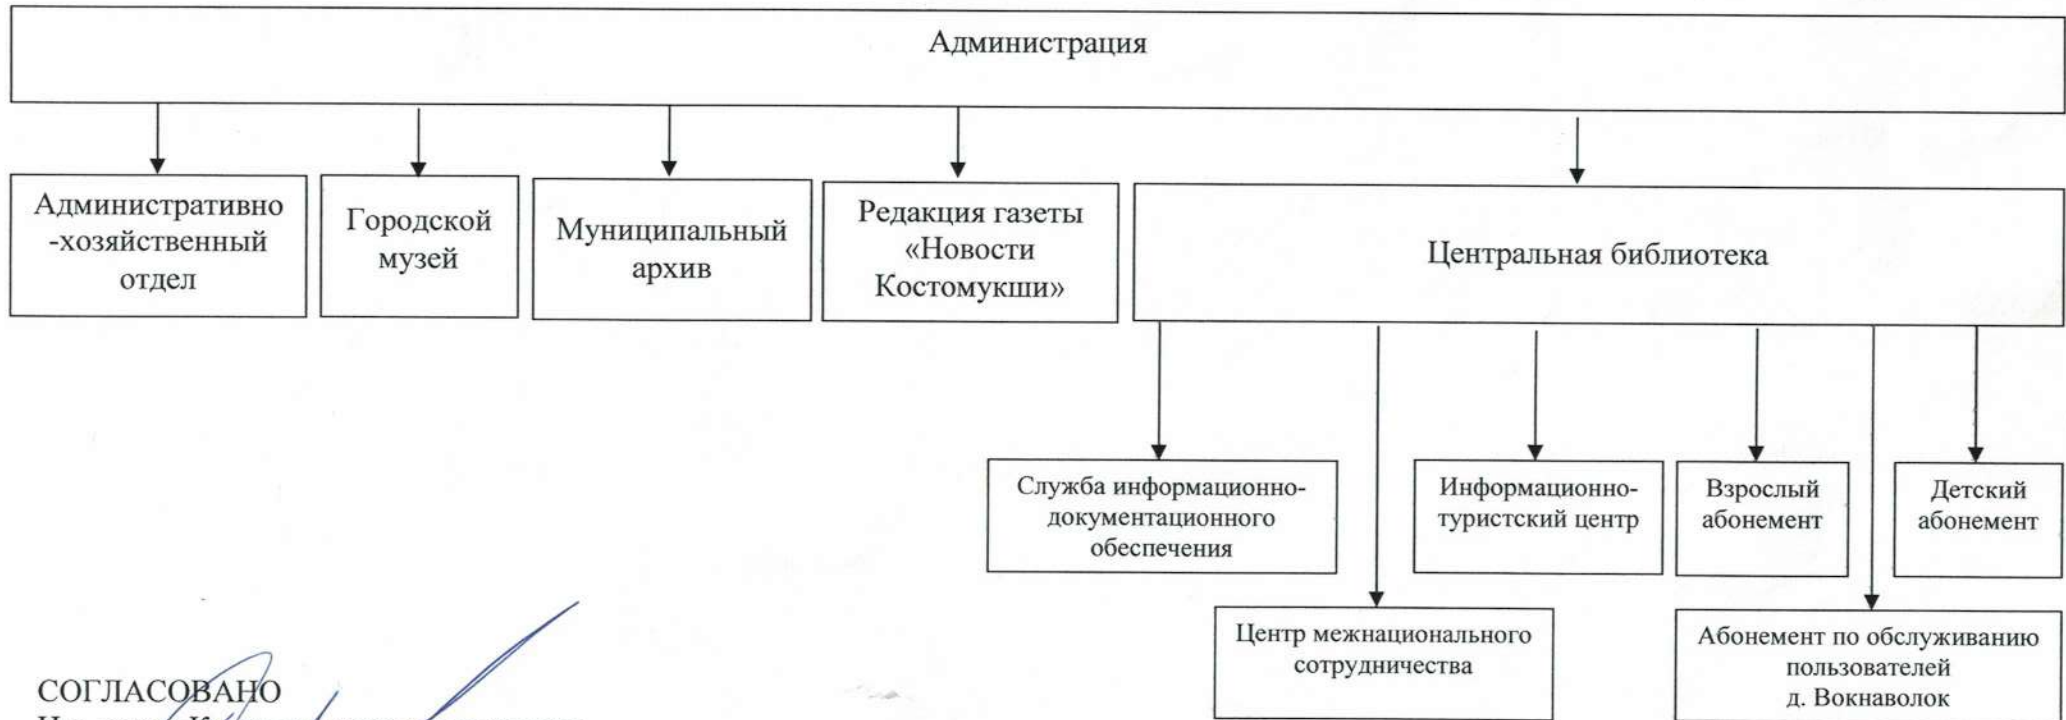 Администрация
Административно
-хозяйственный
отдел
Городской
музей
Муниципальный
архив
Редакция газеты
«Новости
Костомукши»
Центральная библиотека
Служба информационно-
документационного
обеспечения
Информационно-
туристский центр
Взрослый
абонемент
Детский
абонемент
Центр межнационального
сотрудничества
Абонемент по обслуживанию
пользователей
д. Вокнаволок
СОГЛАСОВАНО